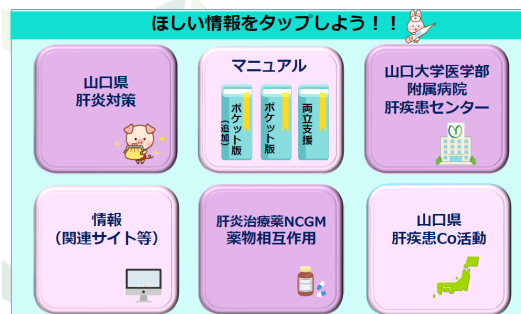 ほしい情報をタップしよう！！
山口県
肝炎対策
マニュアル
ポケット版
（追加）
ポケット版
両立支援
山口大学医学部
附属病院
肝疾患センター
情報
（関連サイト等）
肝炎治療薬NCGM
薬物相互作用
山口県
肝疾患Co活動